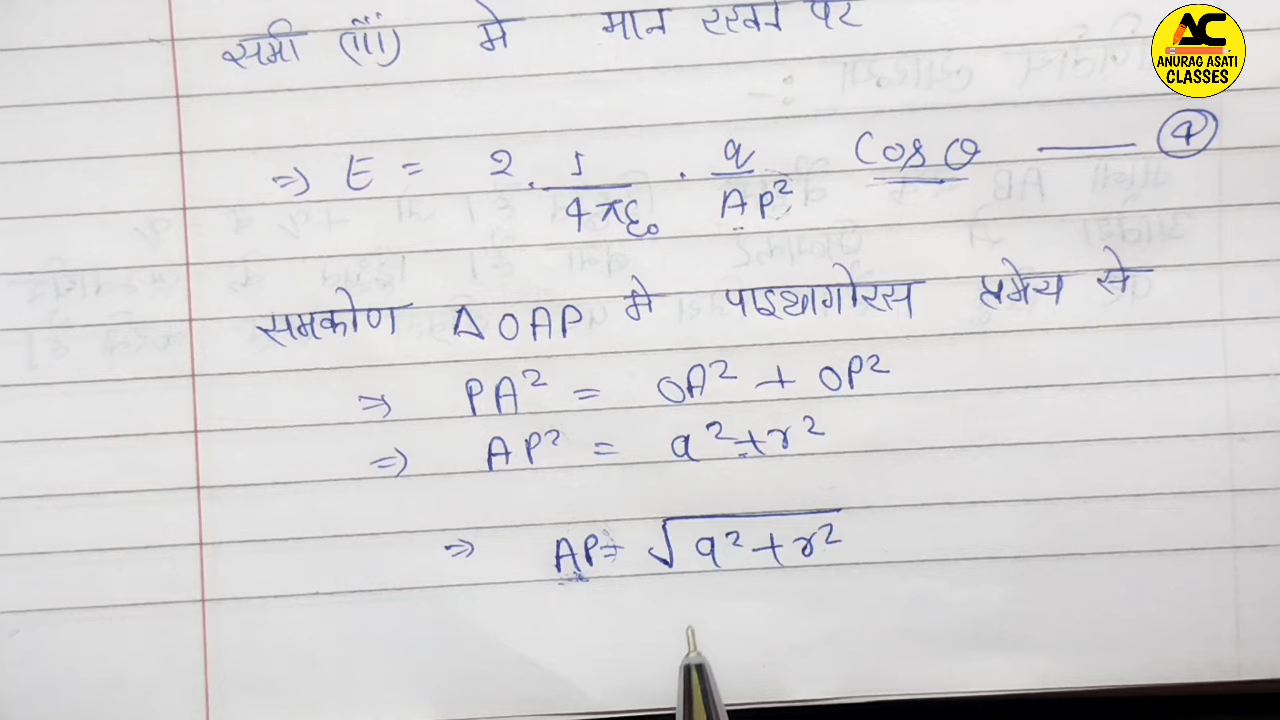 समी (iii) मे मान रखने पर
AC
ANURAG ASATI
CLASSES
=> E = 2 . 1/4πε₀ . q/AP² Cos θ —— ④
समकोण ΔOAP मे पाइथागोरस प्रमेय से
=> PA² = OA² + OP²
=> AP² = a²+r²
=> AP= √a²+r²